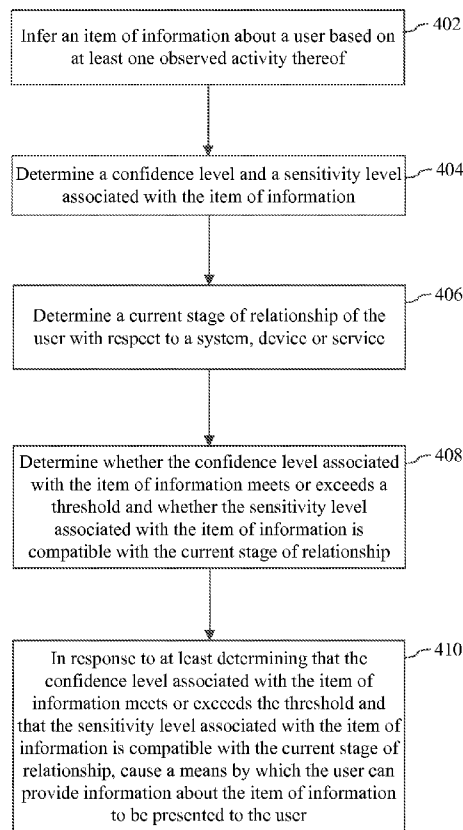 Infer an item of information about a user based on
at least one observed activity thereof
402
Determine a confidence level and a sensitivity level
associated with the item of information
404
Determine a current stage of relationship of the
user with respect to a system, device or service
406
Determine whether the confidence level associated
with the item of information meets or exceeds a
threshold and whether the sensitivity level
associated with the item of information is
compatible with the current stage of relationship
408
In response to at least determining that the
confidence level associated with the item of
information meets or exceeds the threshold and
that the sensitivity level associated with the item of
information is compatible with the current stage of
relationship, cause a means by which the user can
provide information about the item of information
to be presented to the user
410